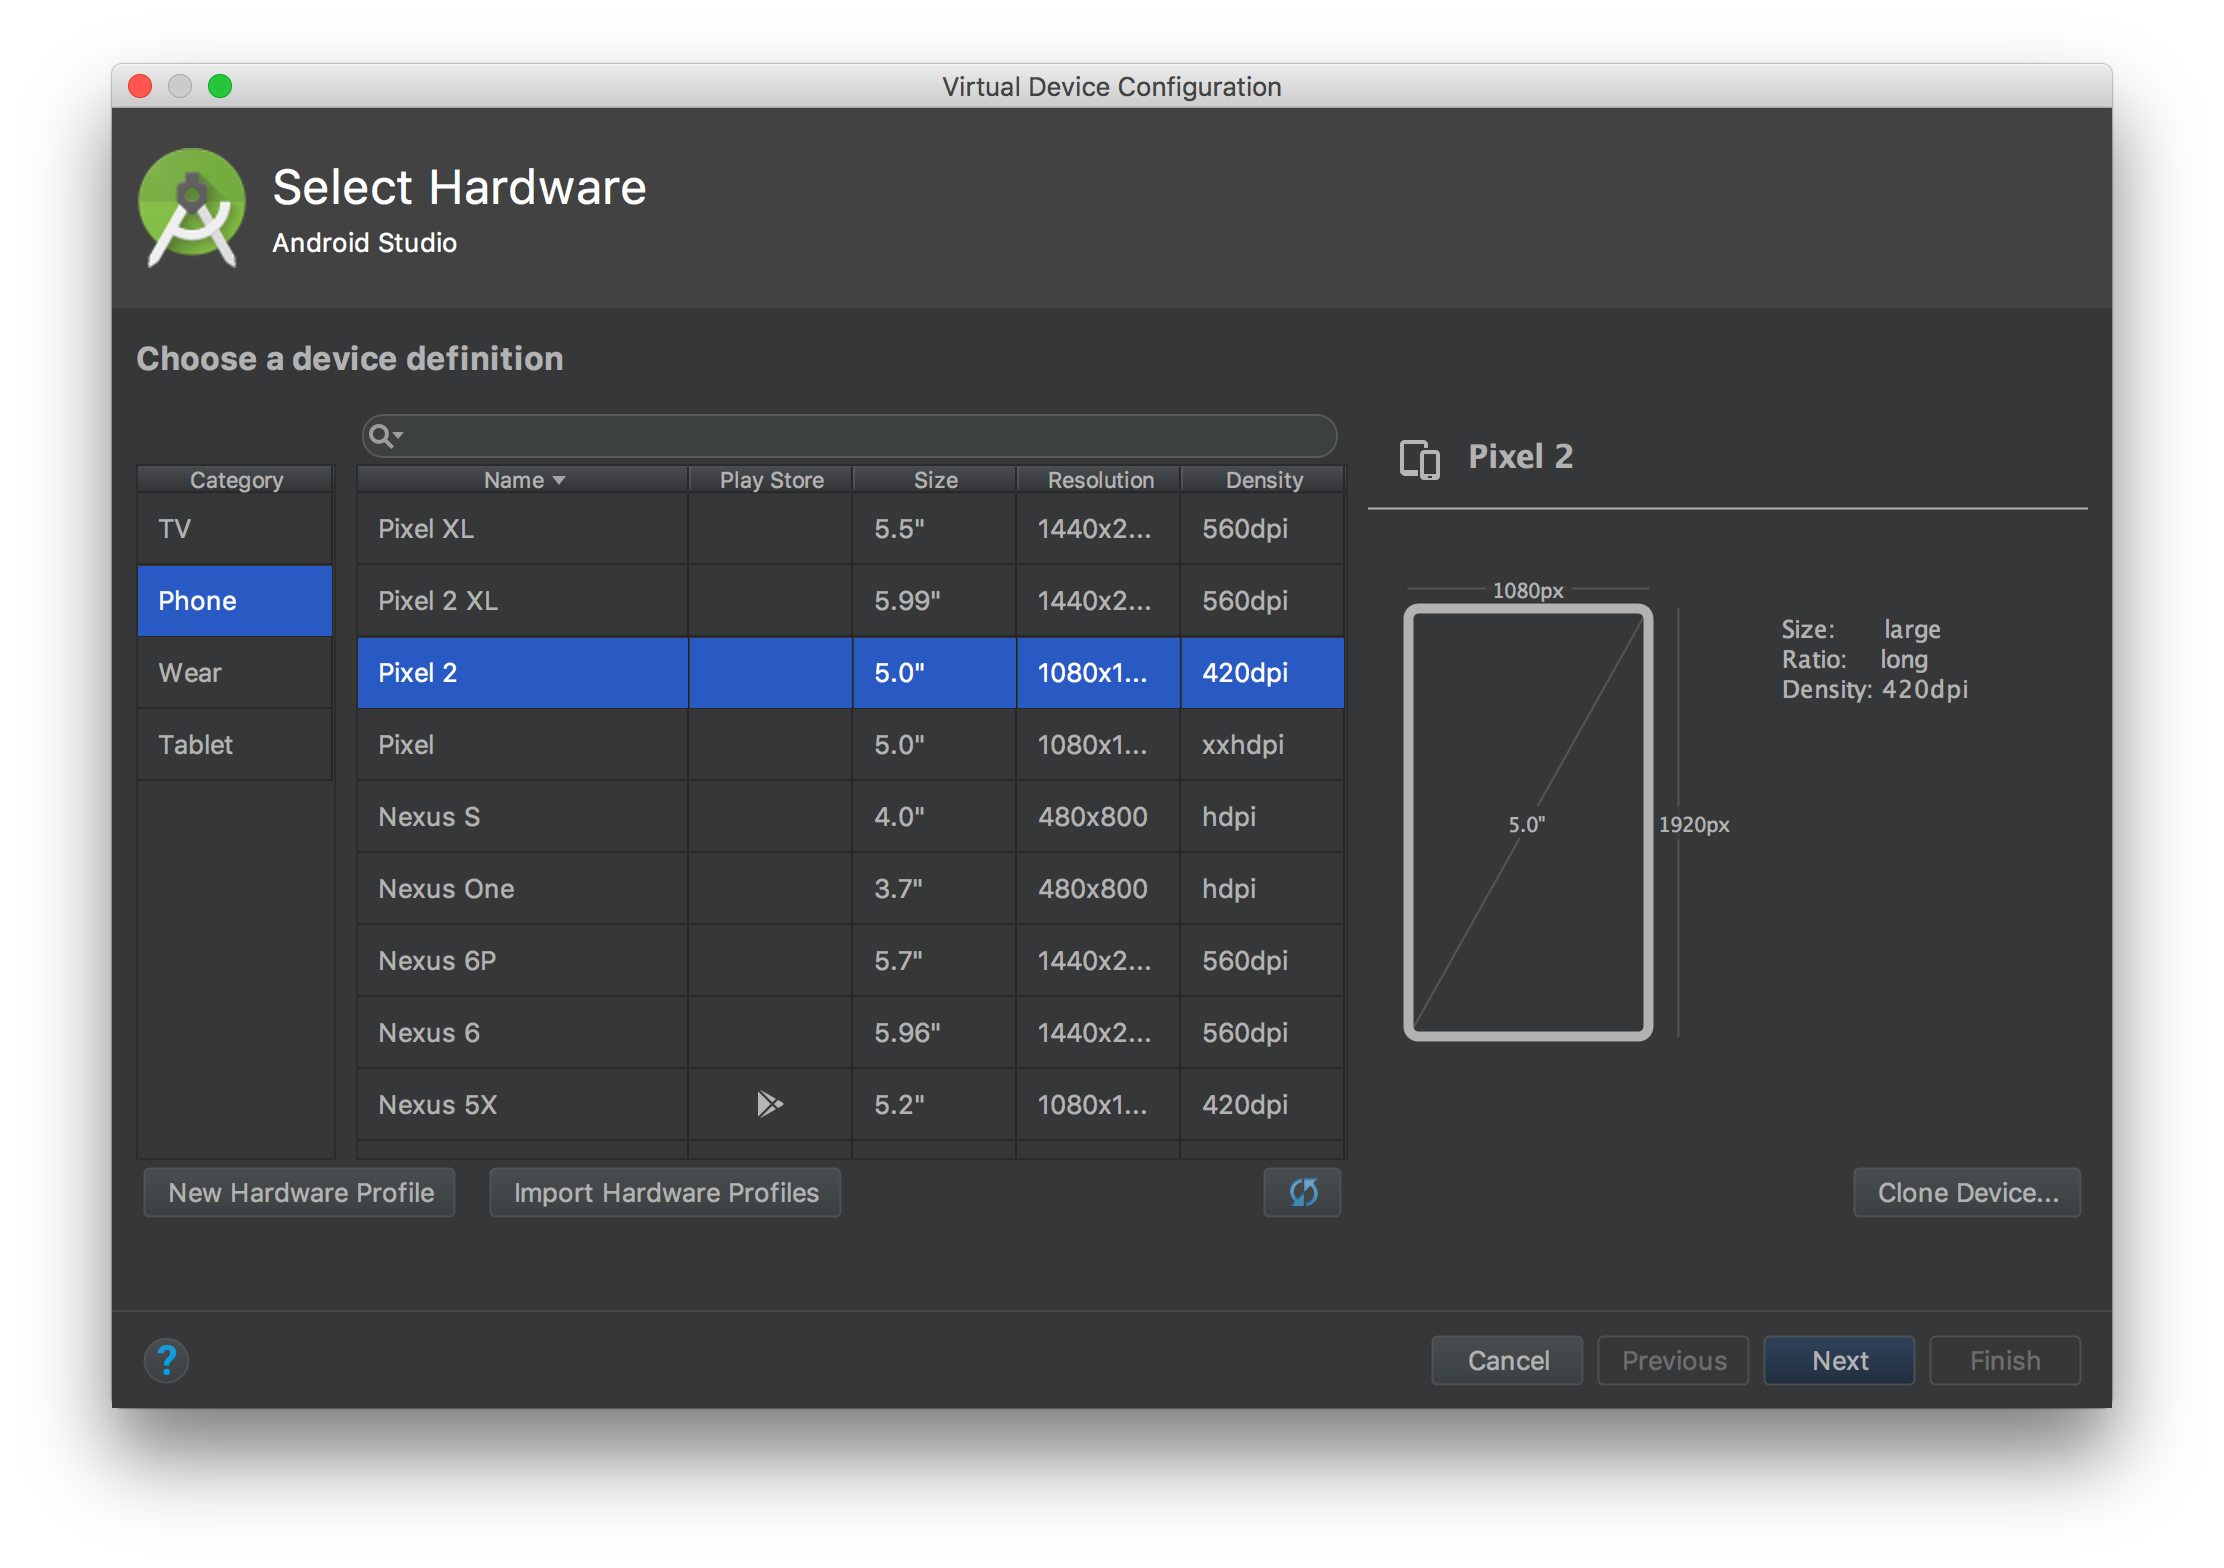 Virtual Device Configuration
Select Hardware
Android Studio
Choose a device definition
Category
TV
Phone
Wear
Tablet
Name Play Store Size Resolution Density
Pixel XL 5.5" 1440x2... 560dpi
Pixel 2 XL 5.99" 1440x2... 560dpi
Pixel 2 5.0" 1080x1... 420dpi
Pixel 5.0" 1080x1... xxhdpi
Nexus S 4.0" 480x800 hdpi
Nexus One 3.7" 480x800 hdpi
Nexus 6P 5.7" 1440x2... 560dpi
Nexus 6 5.96" 1440x2... 560dpi
Nexus 5X 5.2" 1080x1... 420dpi
Pixel 2
1080px
5.0"
1920px
Size: large
Ratio: long
Density: 420dpi
New Hardware Profile Import Hardware Profiles Clone Device...
? Cancel Previous Next Finish